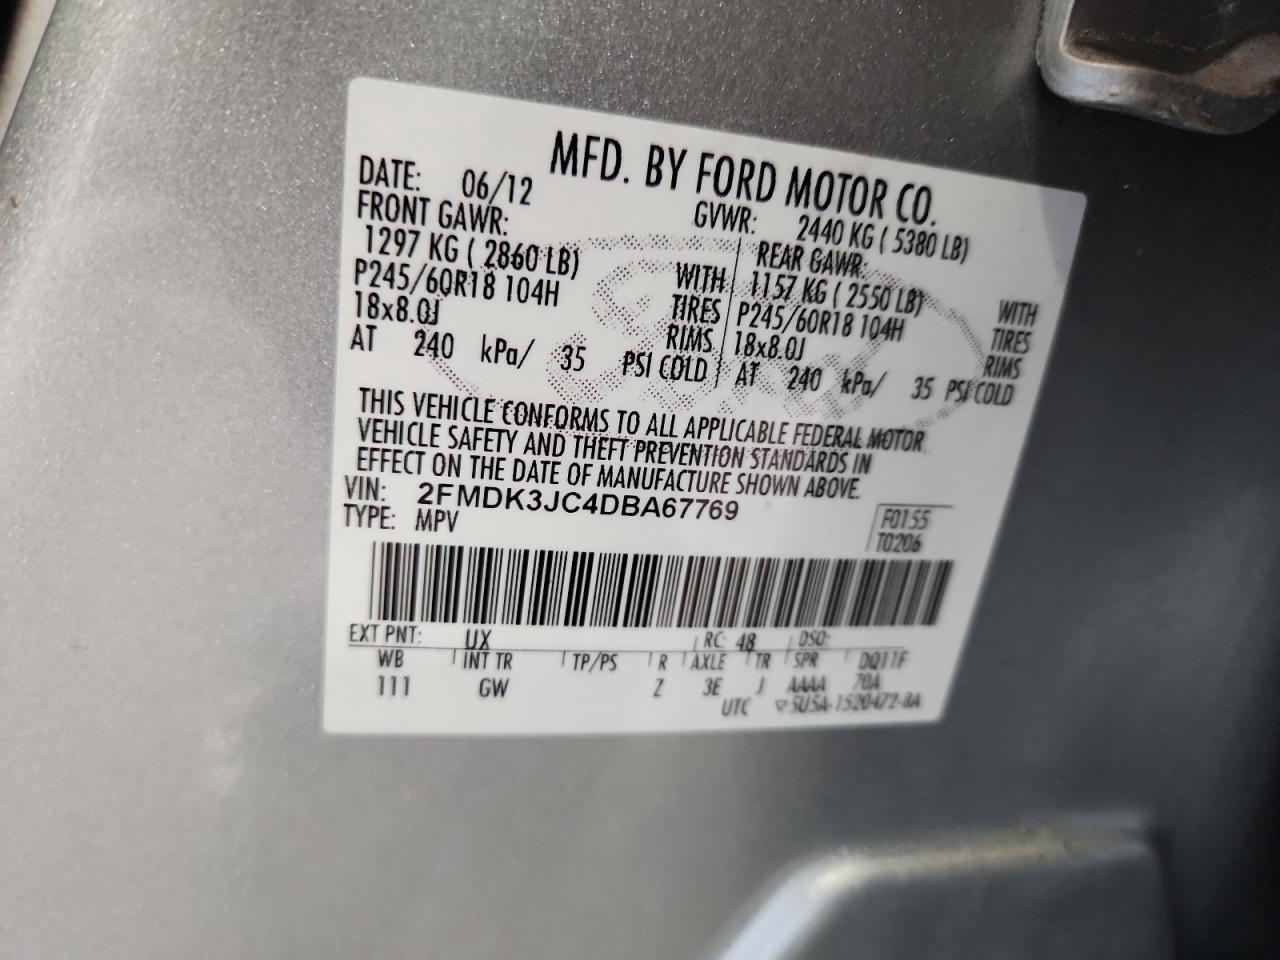 MFD. BY FORD MOTOR CO.
DATE: 06/12 GVWR: 2440 KG ( 5380 LB)
FRONT GAWR: REAR GAWR:
1297 KG ( 2860 LB) WITH 1157 KG ( 2550 LB) WITH
P245/60R18 104H TIRES P245/60R18 104H TIRES
18x8.0J RIMS 18x8.0J RIMS
AT 240 kPa/ 35 PSI COLD AT 240 kPa/ 35 PSI COLD
THIS VEHICLE CONFORMS TO ALL APPLICABLE FEDERAL MOTOR
VEHICLE SAFETY AND THEFT PREVENTION STANDARDS IN
EFFECT ON THE DATE OF MANUFACTURE SHOWN ABOVE.
VIN: 2FMDK3JC4DBA67769
TYPE: MPV
F0155
T0206
EXT PNT: UX RC: 48 DSO:
WB INT TR TP/PS R AXLE TR SPR DQ11F
111 GW Z 3E J AAAA 70A
UTC ▽5U5A-1520472-BA